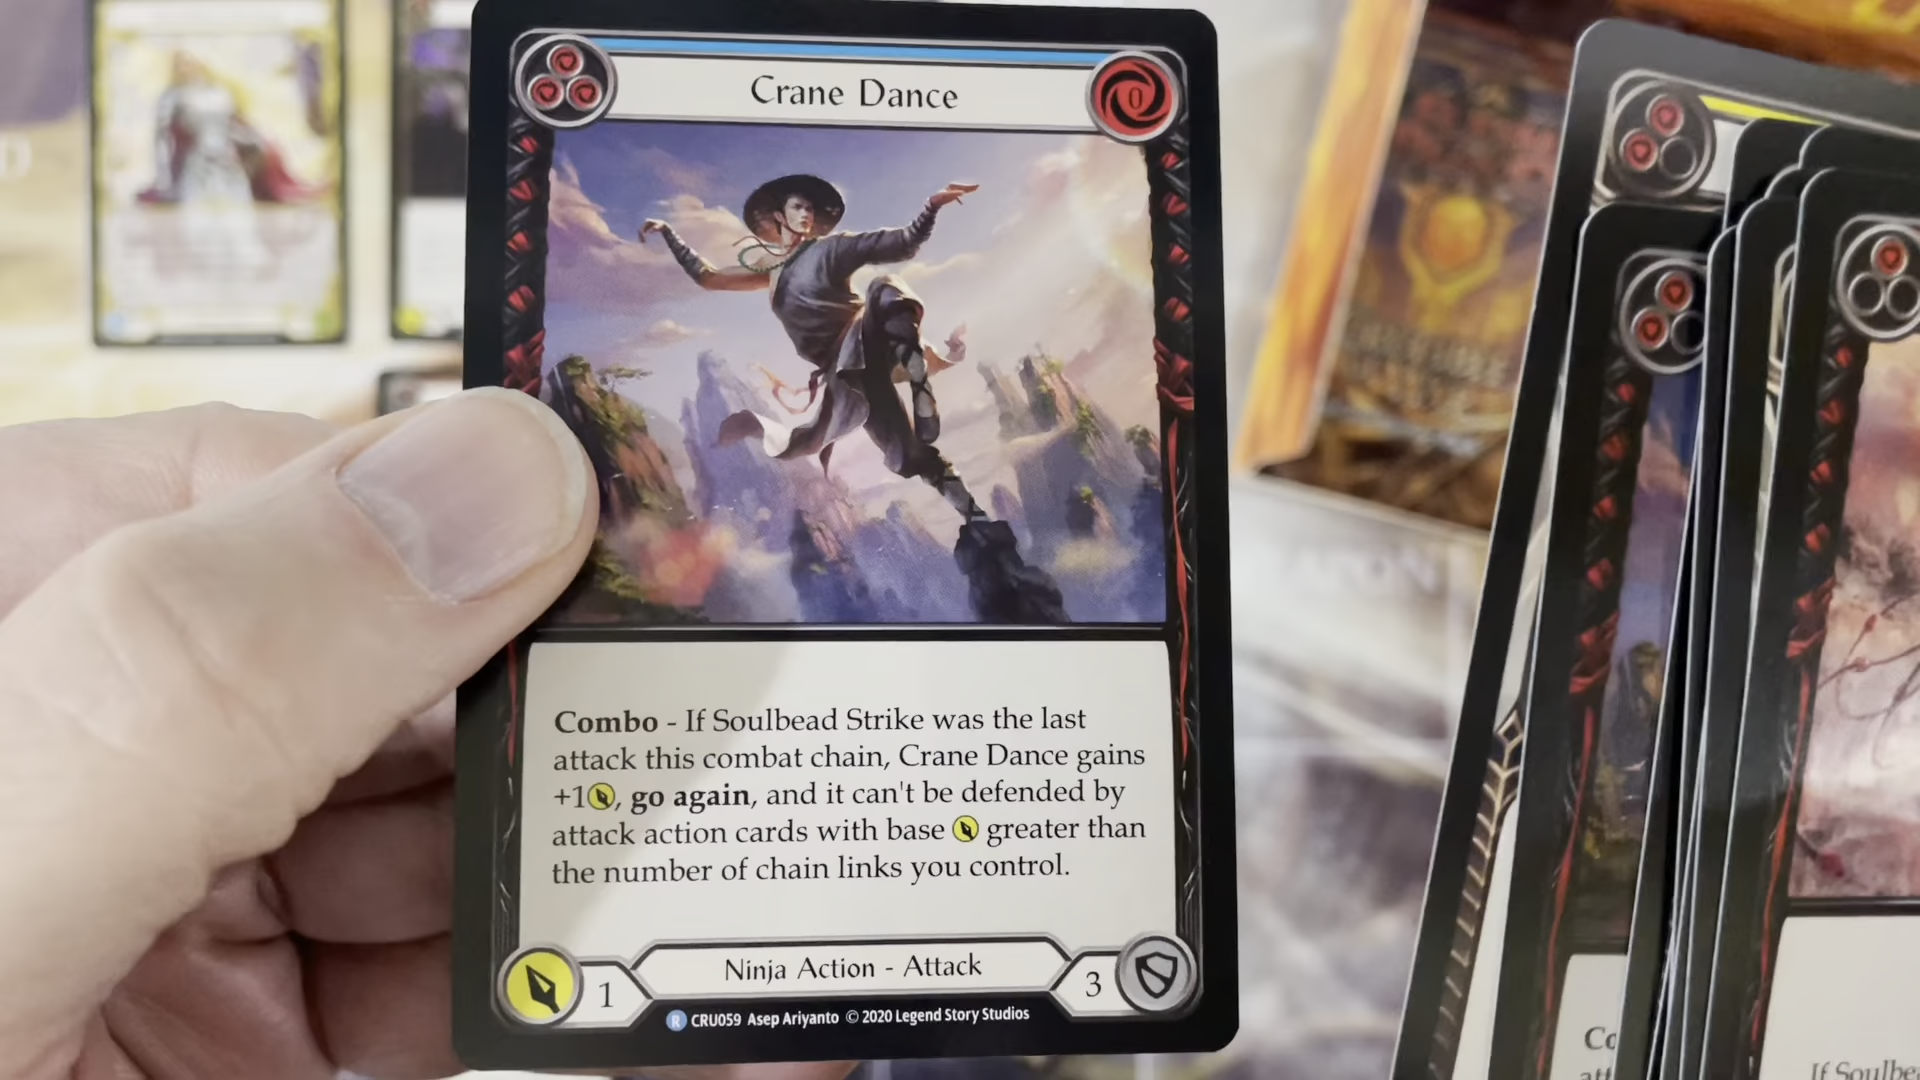 Crane Dance
0
Combo - If Soulbead Strike was the last
attack this combat chain, Crane Dance gains
+1, go again, and it can't be defended by
attack action cards with base greater than
the number of chain links you control.
1
Ninja Action - Attack
3
R CRU059 Asep Ariyanto © 2020 Legend Story Studios
Co
att
If Soulbe